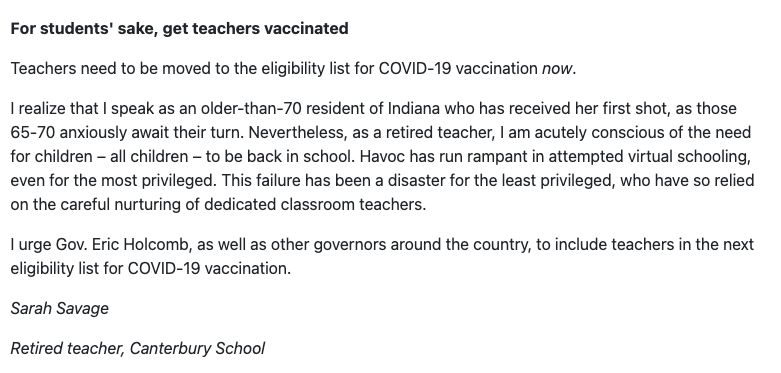 For students' sake, get teachers vaccinated
Teachers need to be moved to the eligibility list for COVID-19 vaccination now.
I realize that I speak as an older-than-70 resident of Indiana who has received her first shot, as those
65-70 anxiously await their turn. Nevertheless, as a retired teacher, I am acutely conscious of the need
for children – all children – to be back in school. Havoc has run rampant in attempted virtual schooling,
even for the most privileged. This failure has been a disaster for the least privileged, who have so relied
on the careful nurturing of dedicated classroom teachers.
I urge Gov. Eric Holcomb, as well as other governors around the country, to include teachers in the next
eligibility list for COVID-19 vaccination.
Sarah Savage
Retired teacher, Canterbury School